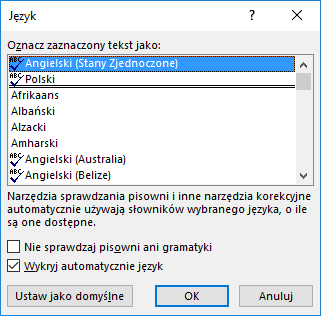 Język
Oznacz zaznaczony tekst jako:
Angielski (Stany Zjednoczone)
Polski
Afrikaans
Albański
Alzacki
Amharski
Angielski (Australia)
Angielski (Belize)
Narzędzia sprawdzania pisowni i inne narzędzia korekcyjne
automatycznie używają słowników wybranego języka, o ile
są one dostępne.
Nie sprawdzaj pisowni ani gramatyki
Wykryj automatycznie język
Ustaw jako domyślne OK Anuluj